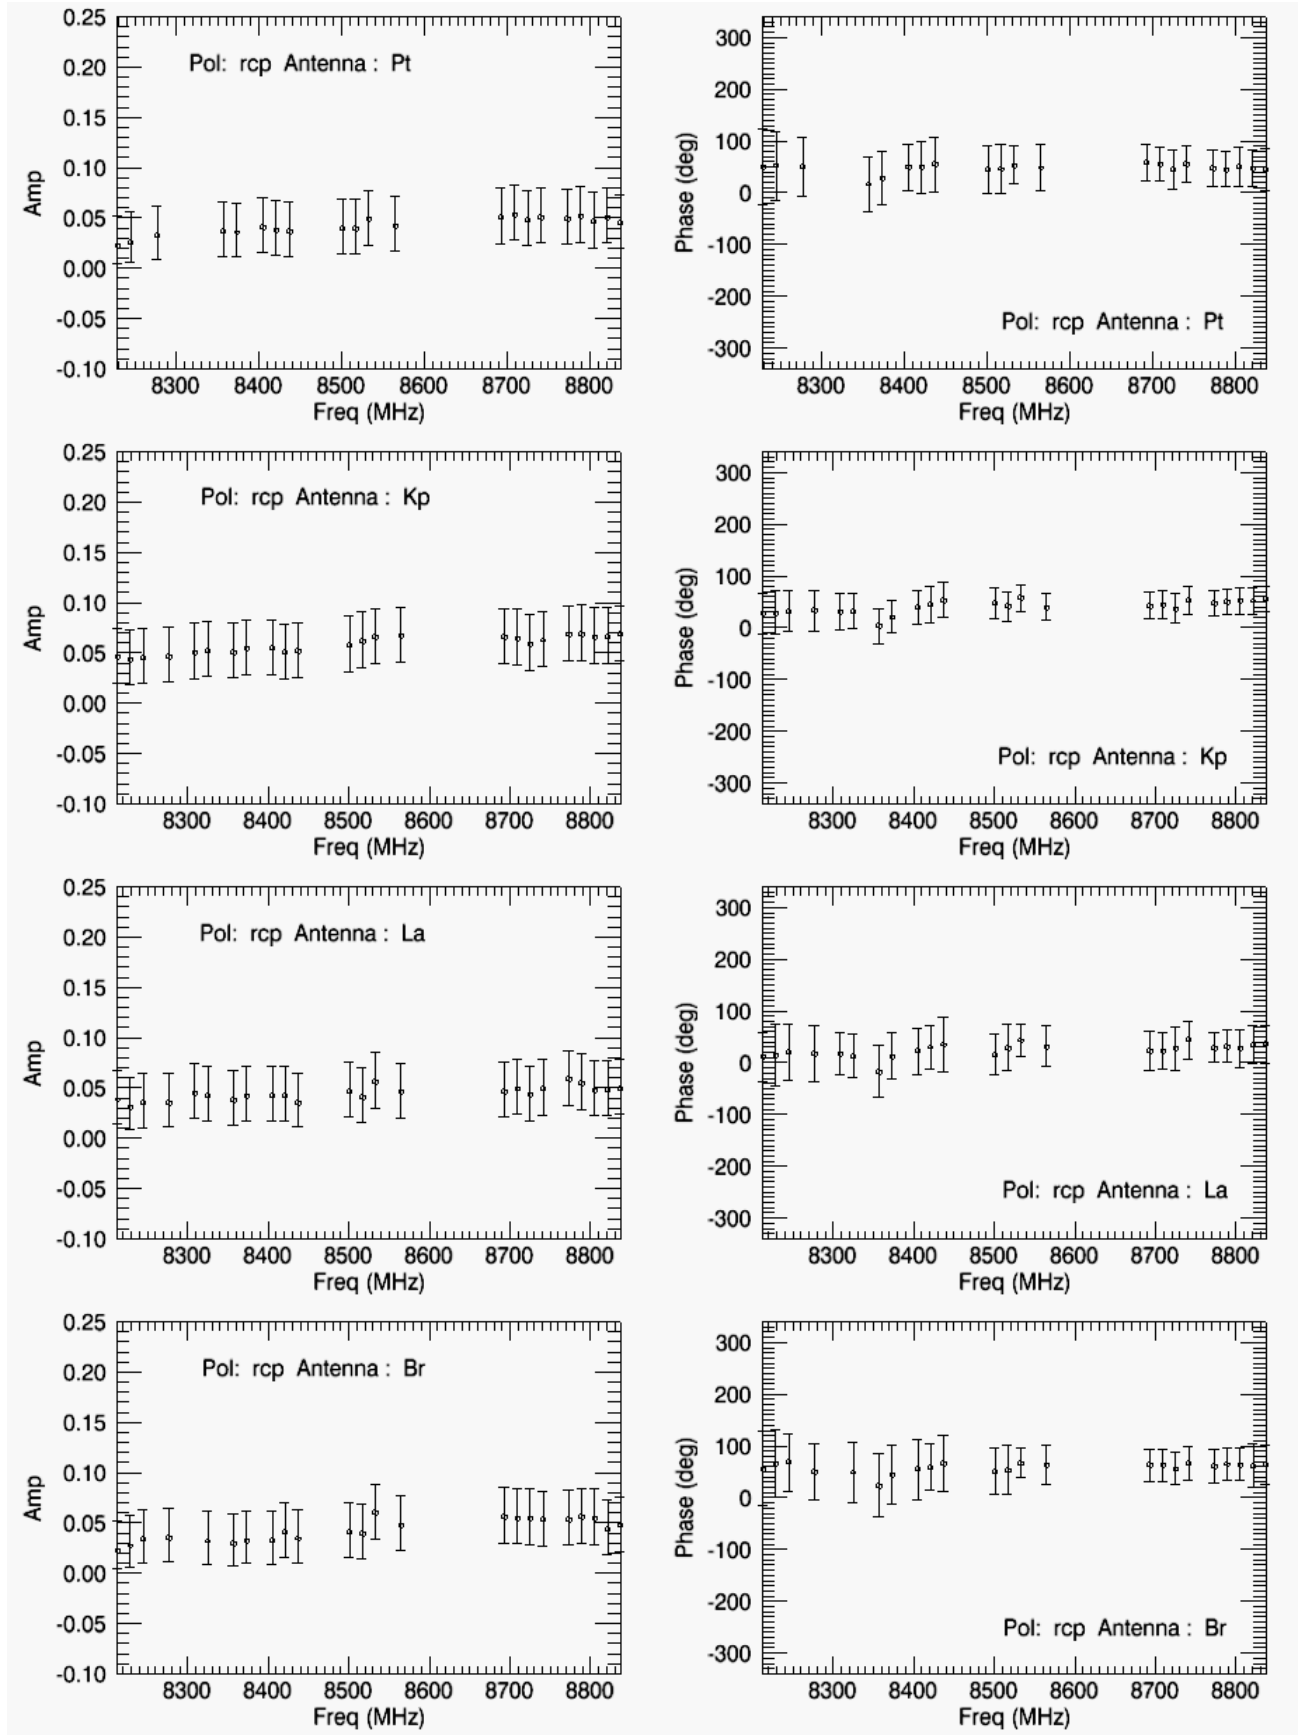 0.25
0.20
0.15
0.10
0.05
0.00
-0.05
-0.10
Amp
Pol: rcp Antenna : Pt
8300 8400 8500 8600 8700 8800
Freq (MHz)
300
200
100
0
-100
-200
-300
Phase (deg)
Pol: rcp Antenna : Pt
8300 8400 8500 8600 8700 8800
Freq (MHz)
0.25
0.20
0.15
0.10
0.05
0.00
-0.05
-0.10
Amp
Pol: rcp Antenna : Kp
8300 8400 8500 8600 8700 8800
Freq (MHz)
300
200
100
0
-100
-200
-300
Phase (deg)
Pol: rcp Antenna : Kp
8300 8400 8500 8600 8700 8800
Freq (MHz)
0.25
0.20
0.15
0.10
0.05
0.00
-0.05
-0.10
Amp
Pol: rcp Antenna : La
8300 8400 8500 8600 8700 8800
Freq (MHz)
300
200
100
0
-100
-200
-300
Phase (deg)
Pol: rcp Antenna : La
8300 8400 8500 8600 8700 8800
Freq (MHz)
0.25
0.20
0.15
0.10
0.05
0.00
-0.05
-0.10
Amp
Pol: rcp Antenna : Br
8300 8400 8500 8600 8700 8800
Freq (MHz)
300
200
100
0
-100
-200
-300
Phase (deg)
Pol: rcp Antenna : Br
8300 8400 8500 8600 8700 8800
Freq (MHz)